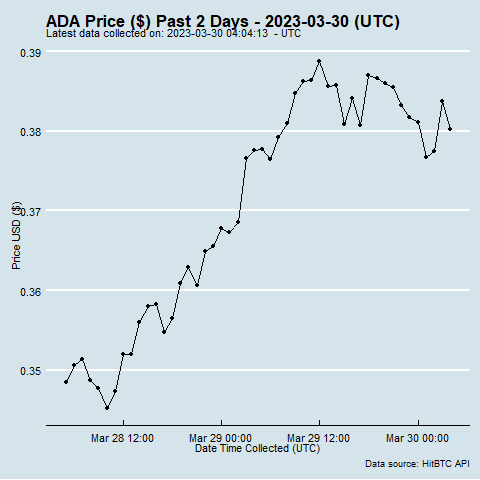 ADA Price ($) Past 2 Days - 2023-03-30 (UTC)
Latest data collected on: 2023-03-30 04:04:13  - UTC
0.39
0.38
0.37
0.36
0.35
Price USD ($)
Mar 28 12:00
Mar 29 00:00
Mar 29 12:00
Mar 30 00:00
Date Time Collected (UTC)
Data source: HitBTC API